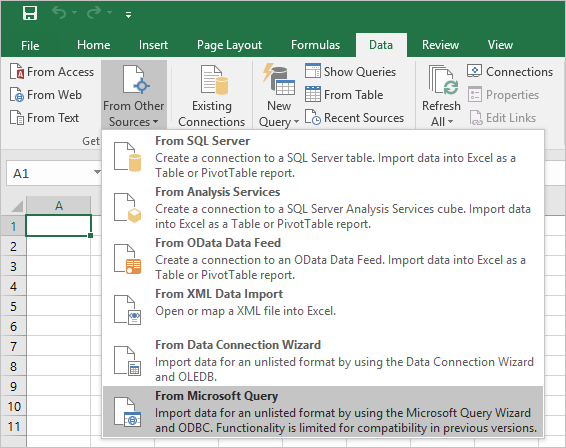 File Home Insert Page Layout Formulas Data Review View
From Access
From Web
From Text
From Other
Sources
Existing
Connections
New
Query
Show Queries
From Table
Recent Sources
Refresh
All
Connections
Properties
Edit Links
Get
A1
A
1
2
3
4
5
6
7
8
9
10
11
From SQL Server
Create a connection to a SQL Server table. Import data into Excel as a
Table or PivotTable report.
From Analysis Services
Create a connection to a SQL Server Analysis Services cube. Import data
into Excel as a Table or PivotTable report.
From OData Data Feed
Create a connection to an OData Data Feed. Import data into Excel as a
Table or PivotTable report.
From XML Data Import
Open or map a XML file into Excel.
From Data Connection Wizard
Import data for an unlisted format by using the Data Connection Wizard
and OLEDB.
From Microsoft Query
Import data for an unlisted format by using the Microsoft Query Wizard
and ODBC. Functionality is limited for compatibility in previous versions.